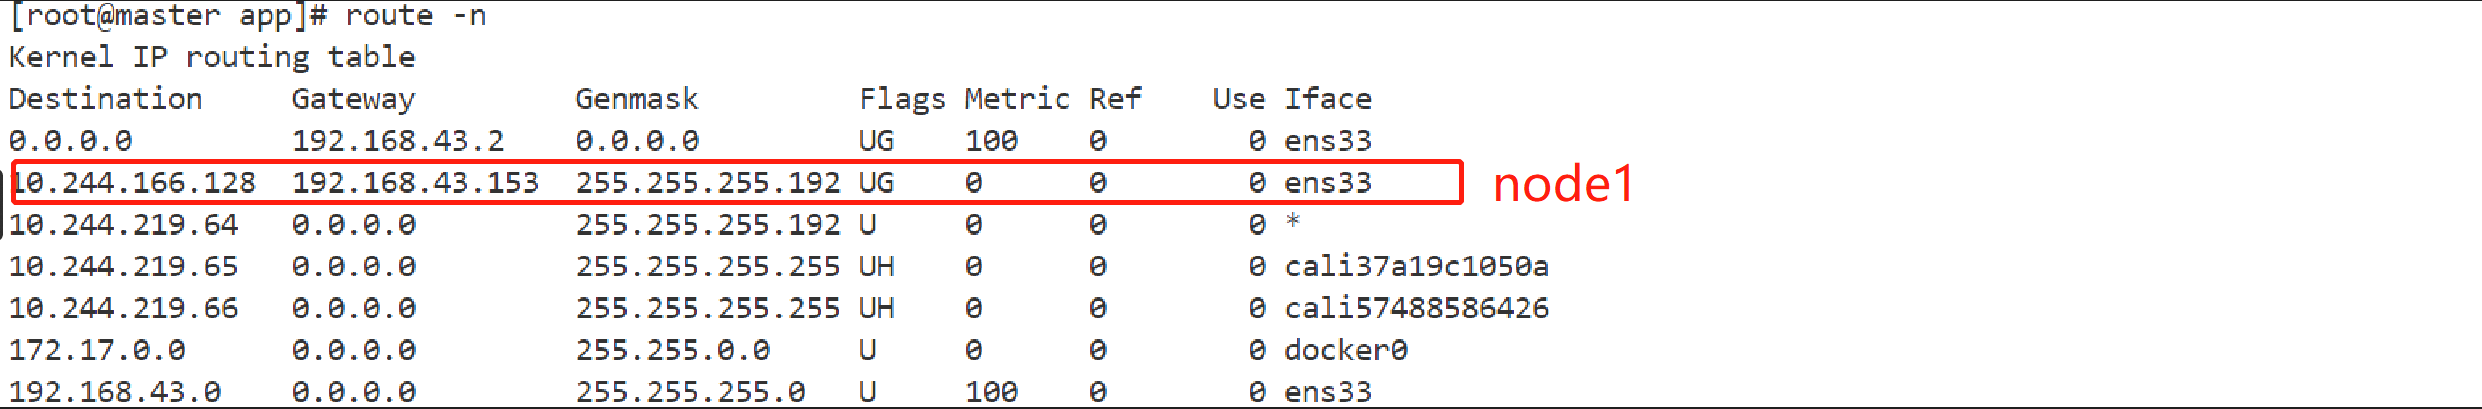 [root@master app]# route -n
Kernel IP routing table
Destination     Gateway         Genmask         Flags Metric Ref    Use Iface
0.0.0.0         192.168.43.2    0.0.0.0         UG    100    0        0 ens33
10.244.166.128  192.168.43.153  255.255.255.192 UG    0      0        0 ens33 node1
10.244.219.64   0.0.0.0         255.255.255.192 U     0      0        0 *
10.244.219.65   0.0.0.0         255.255.255.255 UH    0      0        0 cali37a19c1050a
10.244.219.66   0.0.0.0         255.255.255.255 UH    0      0        0 cali57488586426
172.17.0.0      0.0.0.0         255.255.0.0     U     0      0        0 docker0
192.168.43.0    0.0.0.0         255.255.255.0   U     100    0        0 ens33